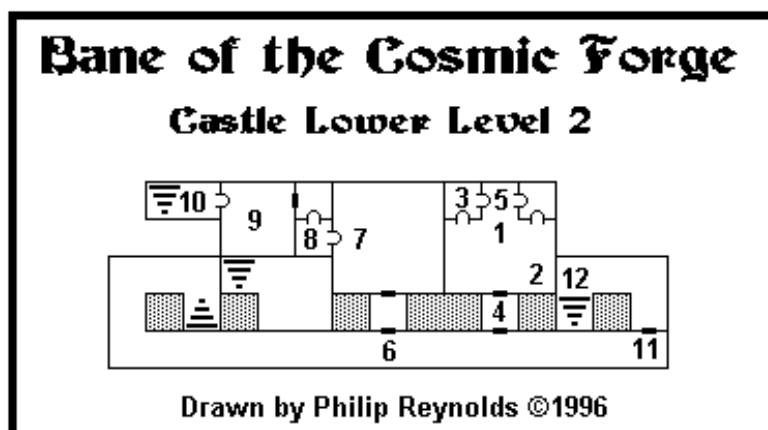 Bane of the Cosmic Forge
Castle Lower Level 2
10 3 5
9 8 7 1
2 12
4
6 11
Drawn by Philip Reynolds ©1996